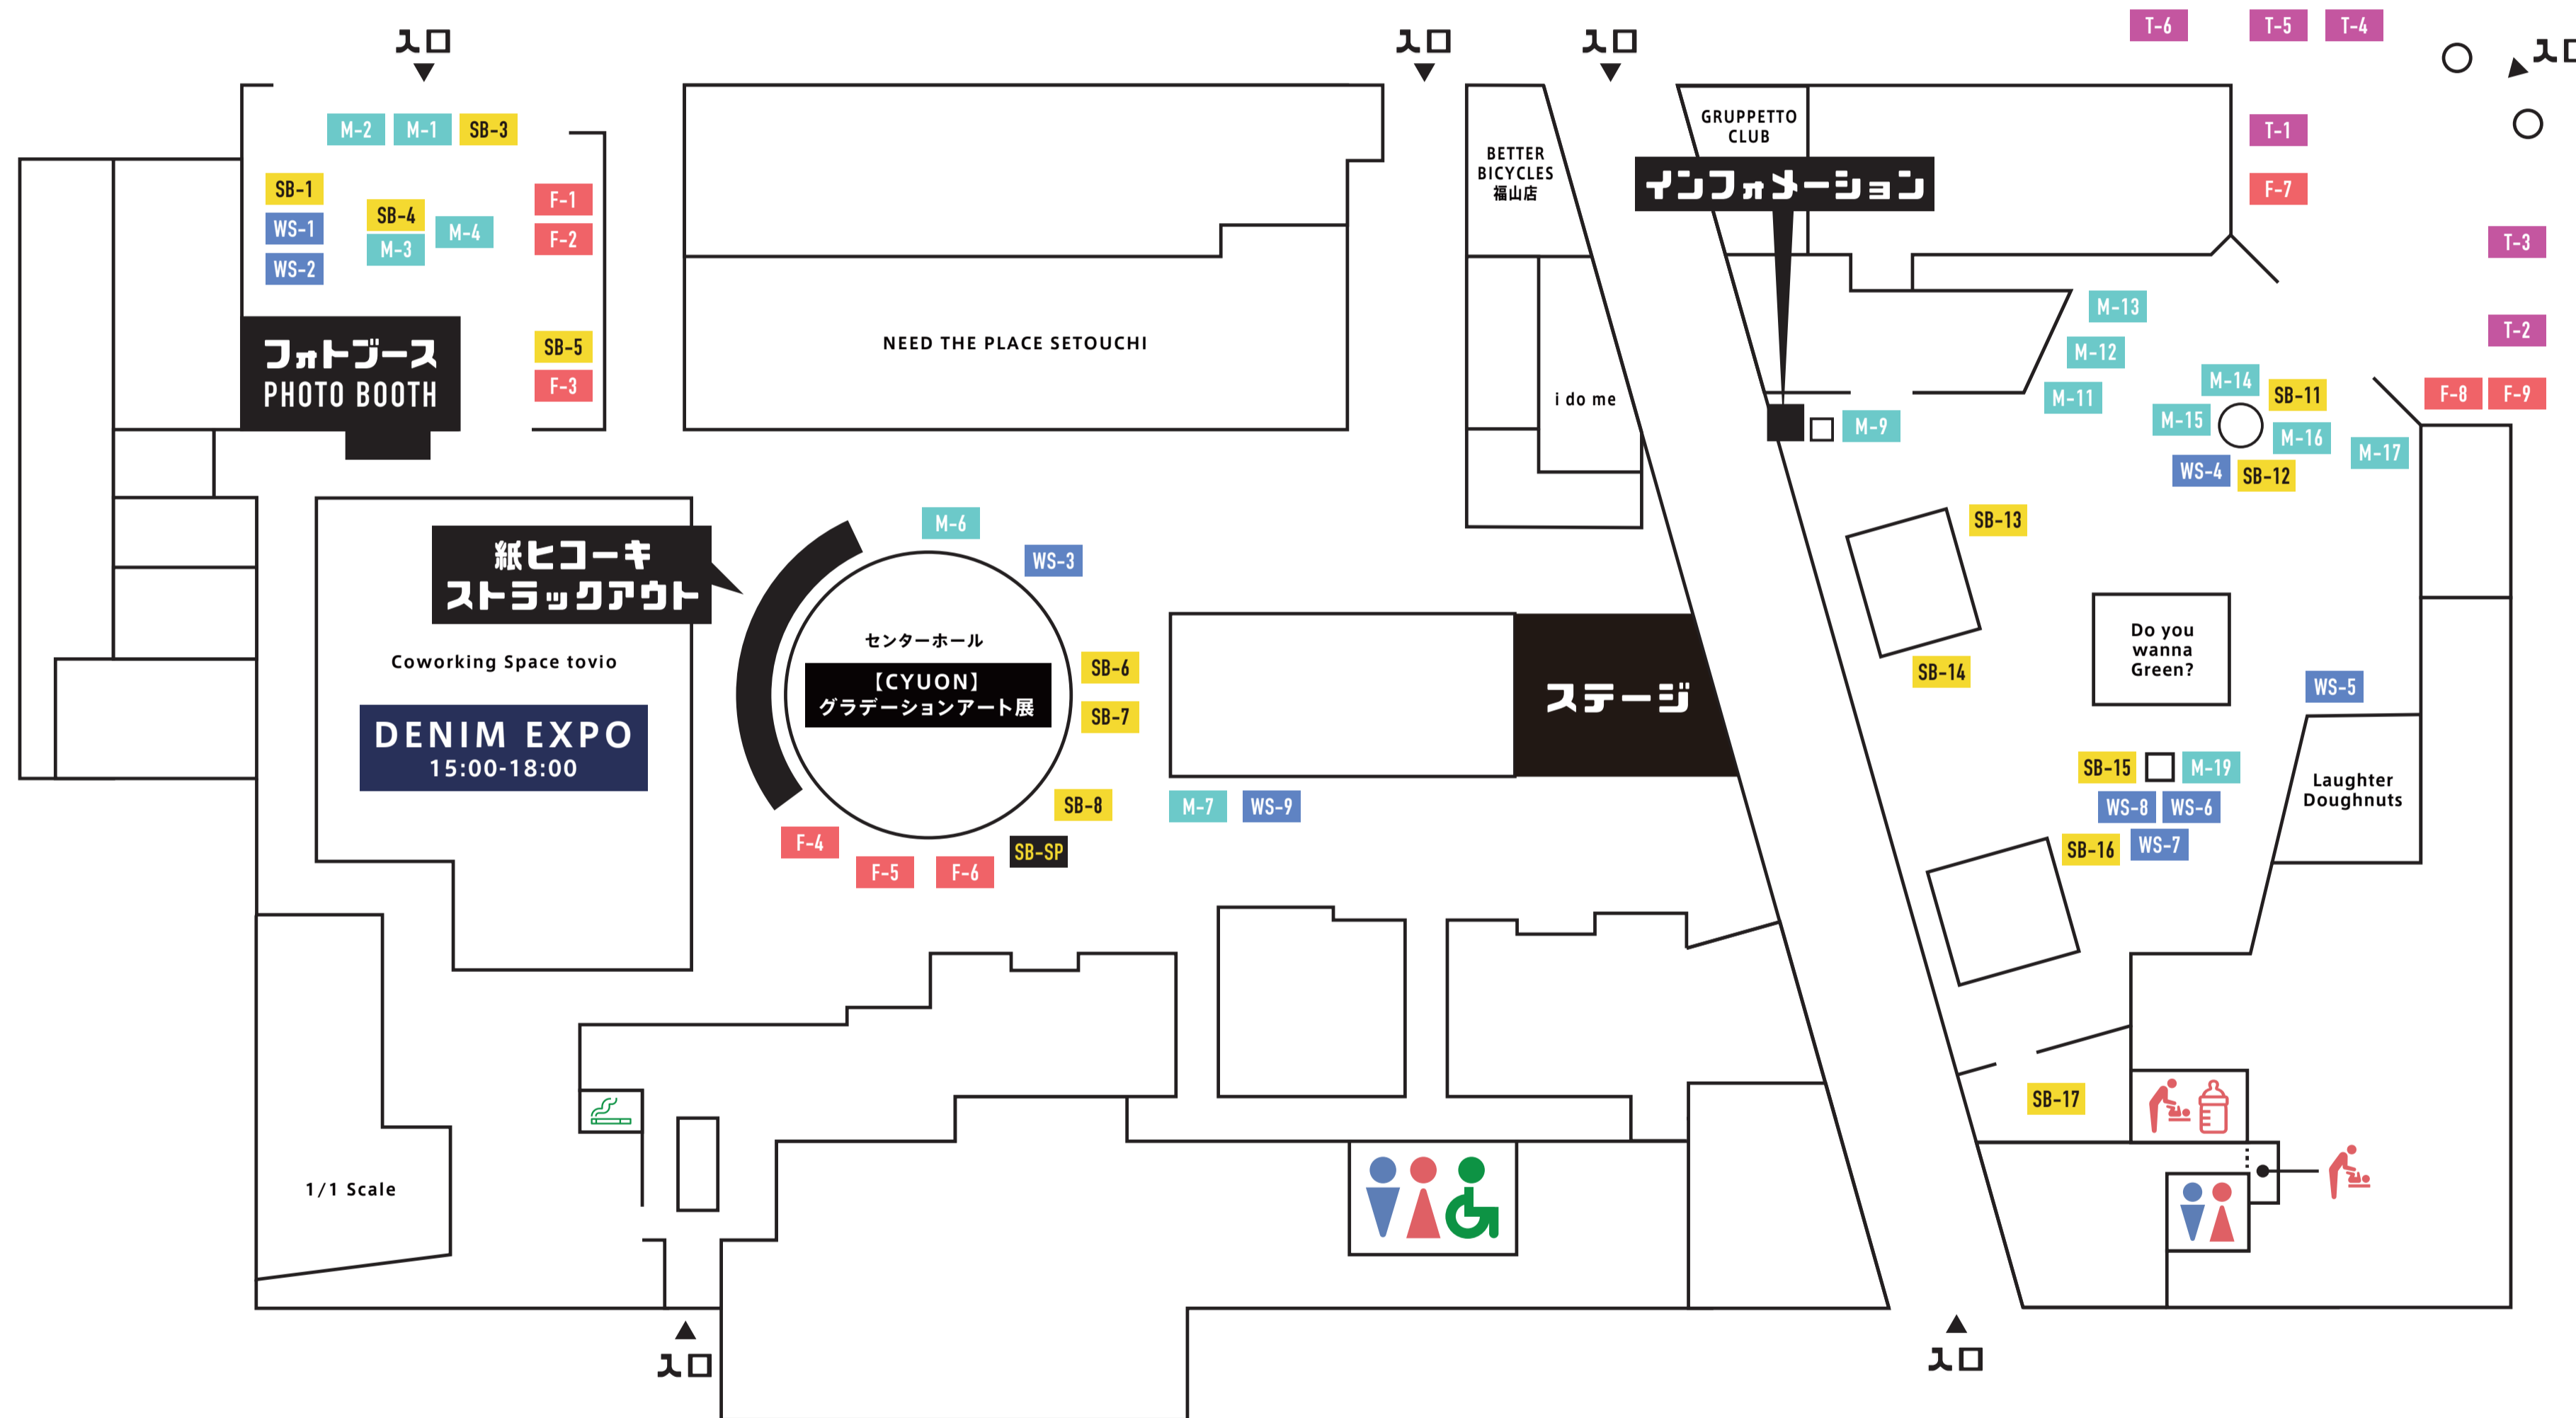 入口
入口
入口
入口
T-6
T-5
T-4
M-2
M-1
SB-3
SB-1
WS-1
WS-2
SB-4
M-3
M-4
F-1
F-2
SB-5
F-3
フォトブース
PHOTO BOOTH
NEED THE PLACE SETOUCHI
BETTER
BICYCLES
福山店
i do me
GRUPPETTO
CLUB
インフォメーション
M-9
T-1
F-7
T-3
T-2
F-8
F-9
M-13
M-12
M-11
M-14
SB-11
M-15
M-16
WS-4
SB-12
M-17
紙ヒコーキ
ストラックアウト
Coworking Space tovio
DENIM EXPO
15:00-18:00
M-6
WS-3
センターホール
【CYUON】
グラデーションアート展
SB-6
SB-7
SB-8
SB-SP
F-4
F-5
F-6
ステージ
M-7
WS-9
SB-13
SB-14
Do you
wanna
Green?
WS-5
Laughter
Doughnuts
SB-15
M-19
WS-8
WS-6
SB-16
WS-7
SB-17
1/1 Scale
入口
入口